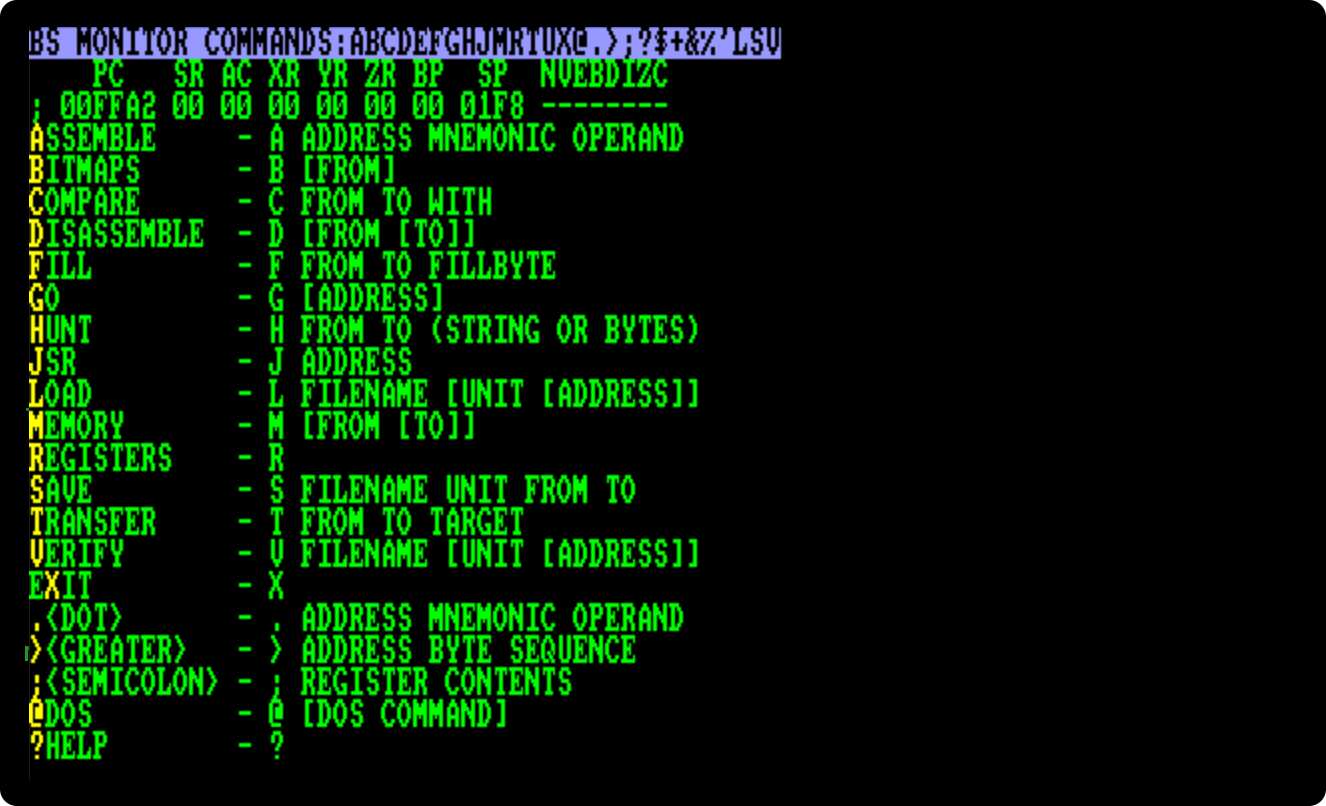 BS MONITOR COMMANDS:ABCDEFGHJMRTUX@.>;?$+&%'LSV
    PC   SR AC XR YR ZR BP  SP  NVEBDIZC
; 00FFA2 00 00 00 00 00 00 01F8 --------
ASSEMBLE     - A ADDRESS MNEMONIC OPERAND
BITMAPS      - B [FROM]
COMPARE      - C FROM TO WITH
DISASSEMBLE  - D [FROM [TO]]
FILL         - F FROM TO FILLBYTE
GO           - G [ADDRESS]
HUNT         - H FROM TO (STRING OR BYTES)
JSR          - J ADDRESS
LOAD         - L FILENAME [UNIT [ADDRESS]]
MEMORY       - M [FROM [TO]]
REGISTERS    - R
SAVE         - S FILENAME UNIT FROM TO
TRANSFER     - T FROM TO TARGET
VERIFY       - V FILENAME [UNIT [ADDRESS]]
EXIT         - X
.<DOT>       - . ADDRESS MNEMONIC OPERAND
><GREATER>   - > ADDRESS BYTE SEQUENCE
;<SEMICOLON> - ; REGISTER CONTENTS
@DOS         - @ [DOS COMMAND]
?HELP        - ?